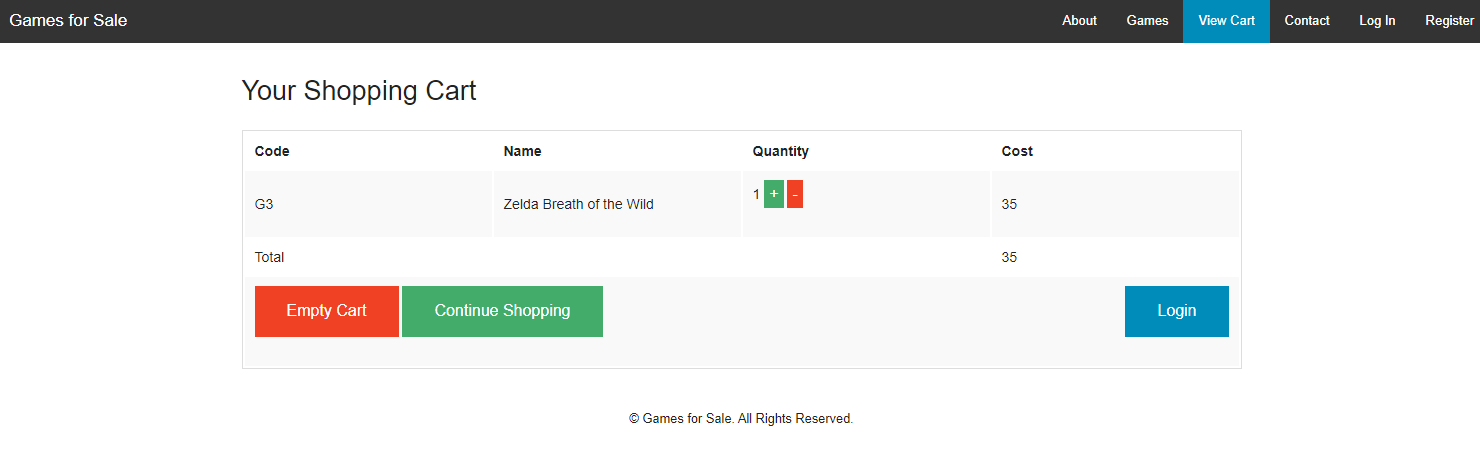 Games for Sale About Games View Cart Contact Log In Register
Your Shopping Cart
Code Name Quantity Cost
G3 Zelda Breath of the Wild 1 + - 35
Total 35
Empty Cart Continue Shopping Login
© Games for Sale. All Rights Reserved.